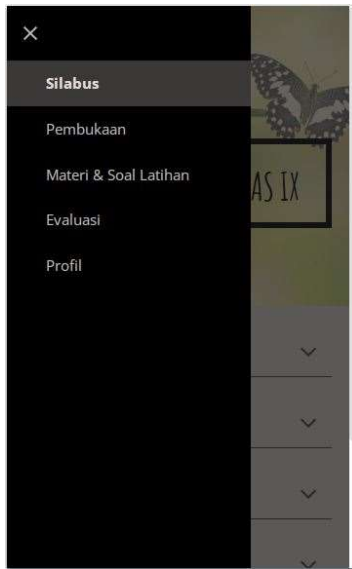 Silabus
Pembukaan
Materi & Soal Latihan
Evaluasi
Profil
AS IX